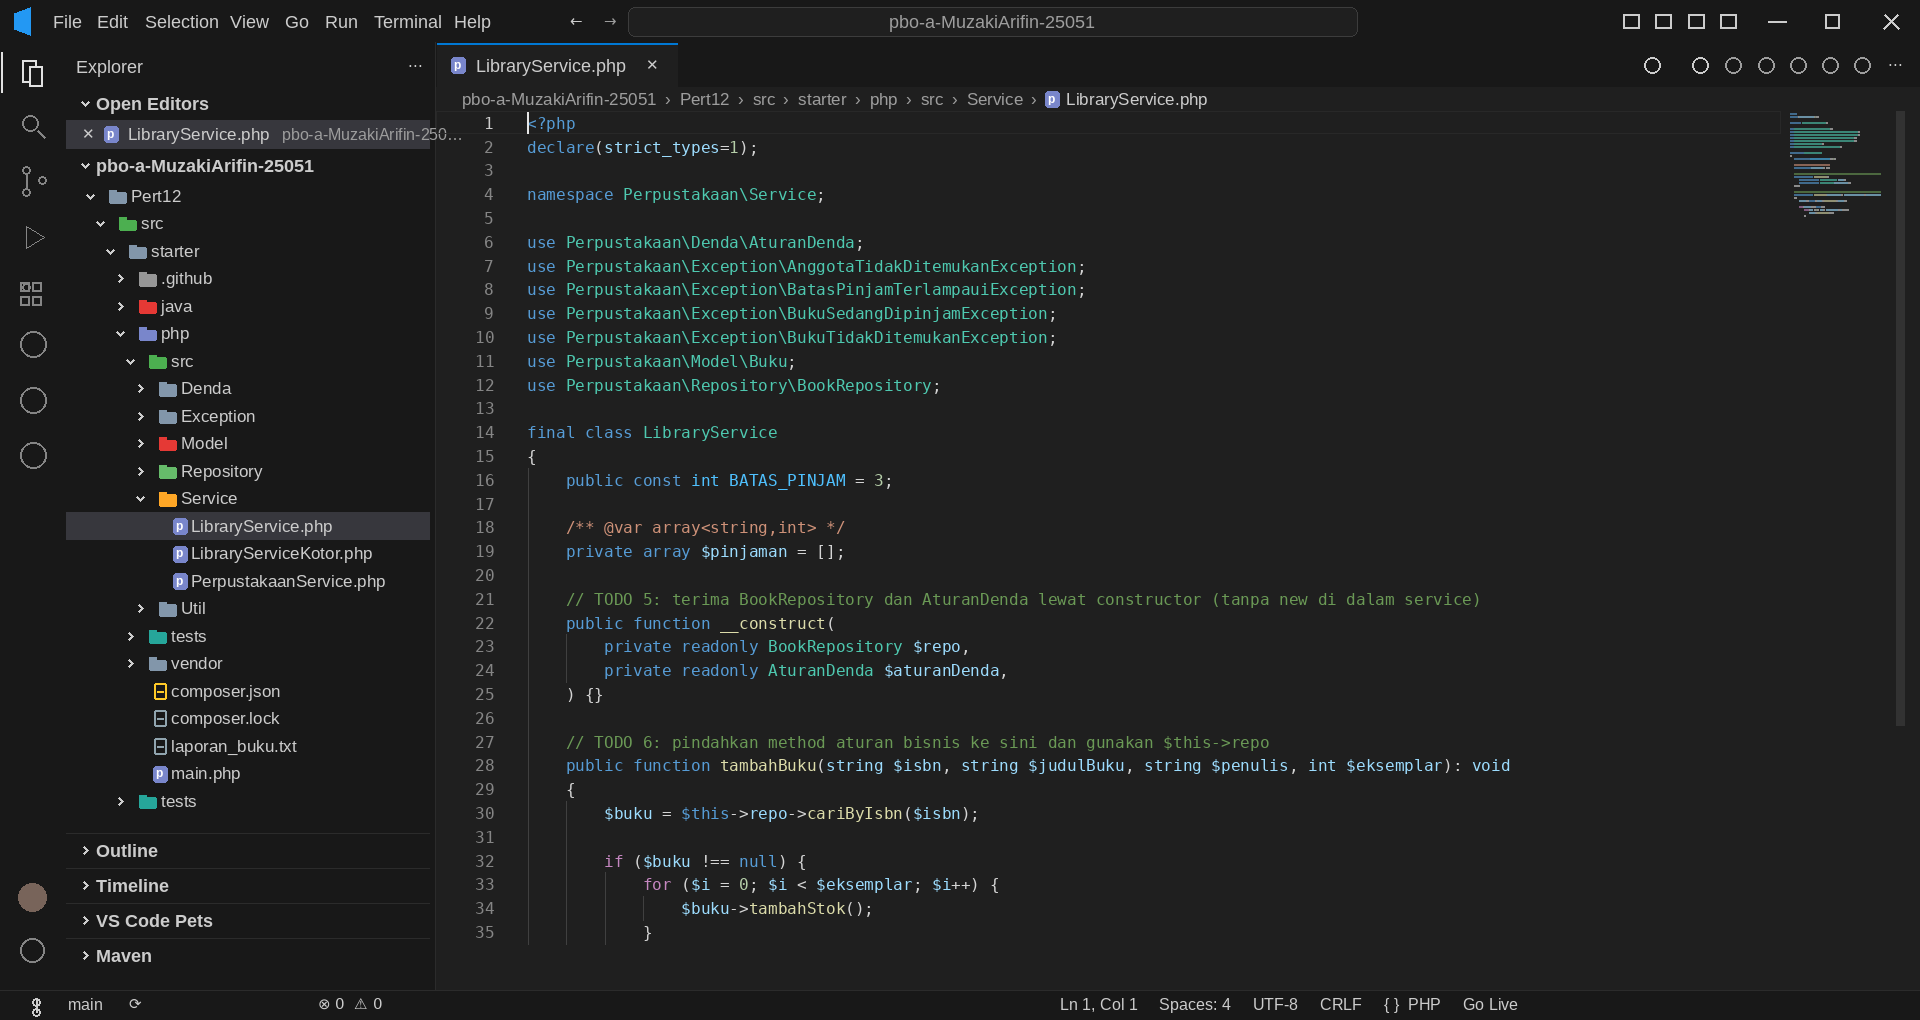 File Edit Selection View Go Run Terminal Help ← → pbo-a-MuzakiArifin-25051
Explorer ···
Open Editors
× LibraryService.php pbo-a-MuzakiArifin-250...
pbo-a-MuzakiArifin-25051
Pert12
src
starter
.github
java
php
src
Denda
Exception
Model
Repository
Service
LibraryService.php
LibraryServiceKotor.php
PerpustakaanService.php
Util
tests
vendor
composer.json
composer.lock
laporan_buku.txt
main.php
tests
Outline
Timeline
VS Code Pets
Maven
LibraryService.php ×
pbo-a-MuzakiArifin-25051 › Pert12 › src › starter › php › src › Service › LibraryService.php
1 <?php
2 declare(strict_types=1);
3
4 namespace Perpustakaan\Service;
5
6 use Perpustakaan\Denda\AturanDenda;
7 use Perpustakaan\Exception\AnggotaTidakDitemukanException;
8 use Perpustakaan\Exception\BatasPinjamTerlampauiException;
9 use Perpustakaan\Exception\BukuSedangDipinjamException;
10 use Perpustakaan\Exception\BukuTidakDitemukanException;
11 use Perpustakaan\Model\Buku;
12 use Perpustakaan\Repository\BookRepository;
13
14 final class LibraryService
15 {
16     public const int BATAS_PINJAM = 3;
17
18     /** @var array<string,int> */
19     private array $pinjaman = [];
20
21     // TODO 5: terima BookRepository dan AturanDenda lewat constructor (tanpa new di dalam service)
22     public function __construct(
23         private readonly BookRepository $repo,
24         private readonly AturanDenda $aturanDenda,
25     ) {}
26
27     // TODO 6: pindahkan method aturan bisnis ke sini dan gunakan $this->repo
28     public function tambahBuku(string $isbn, string $judulBuku, string $penulis, int $eksemplar): void
29     {
30         $buku = $this->repo->cariByIsbn($isbn);
31
32         if ($buku !== null) {
33             for ($i = 0; $i < $eksemplar; $i++) {
34                 $buku->tambahStok();
35             }
main ⟳ ⊗ 0 ⚠ 0 Ln 1, Col 1 Spaces: 4 UTF-8 CRLF { } PHP Go Live